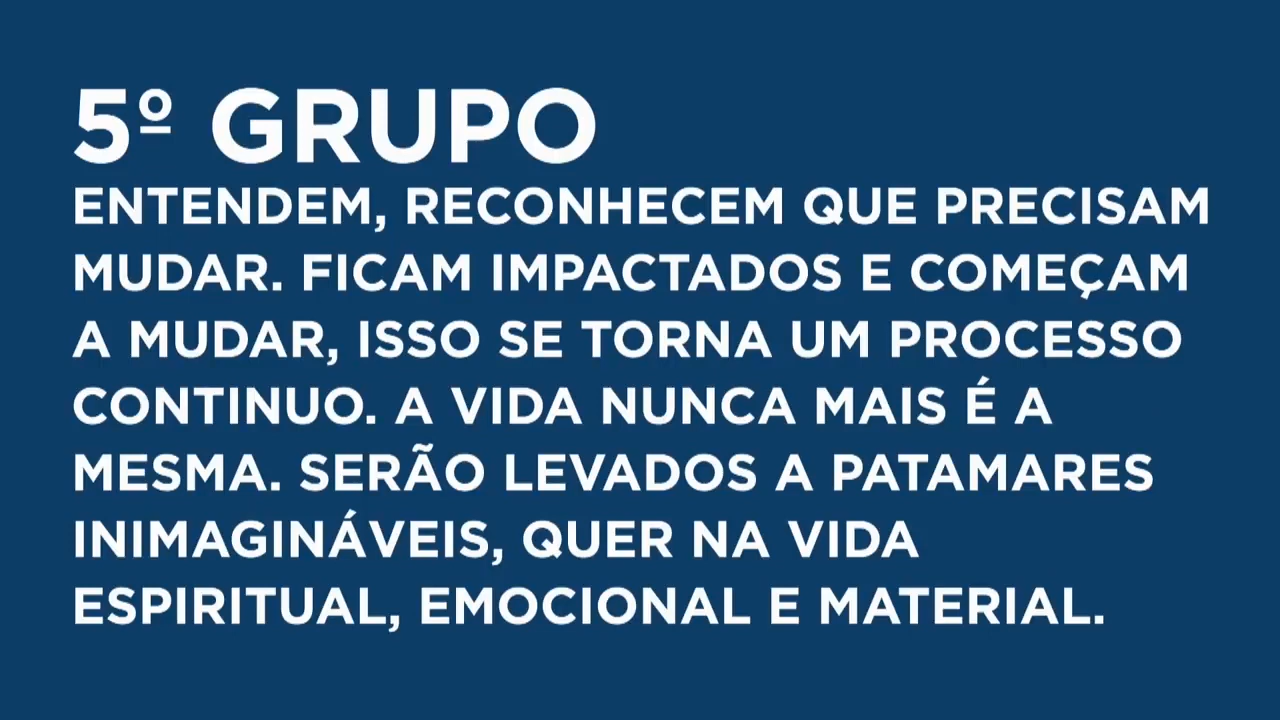 5º GRUPO
ENTENDEM, RECONHECEM QUE PRECISAM
MUDAR. FICAM IMPACTADOS E COMEÇAM
A MUDAR, ISSO SE TORNA UM PROCESSO
CONTINUO. A VIDA NUNCA MAIS É A
MESMA. SERÃO LEVADOS A PATAMARES
INIMAGINÁVEIS, QUER NA VIDA
ESPIRITUAL, EMOCIONAL E MATERIAL.